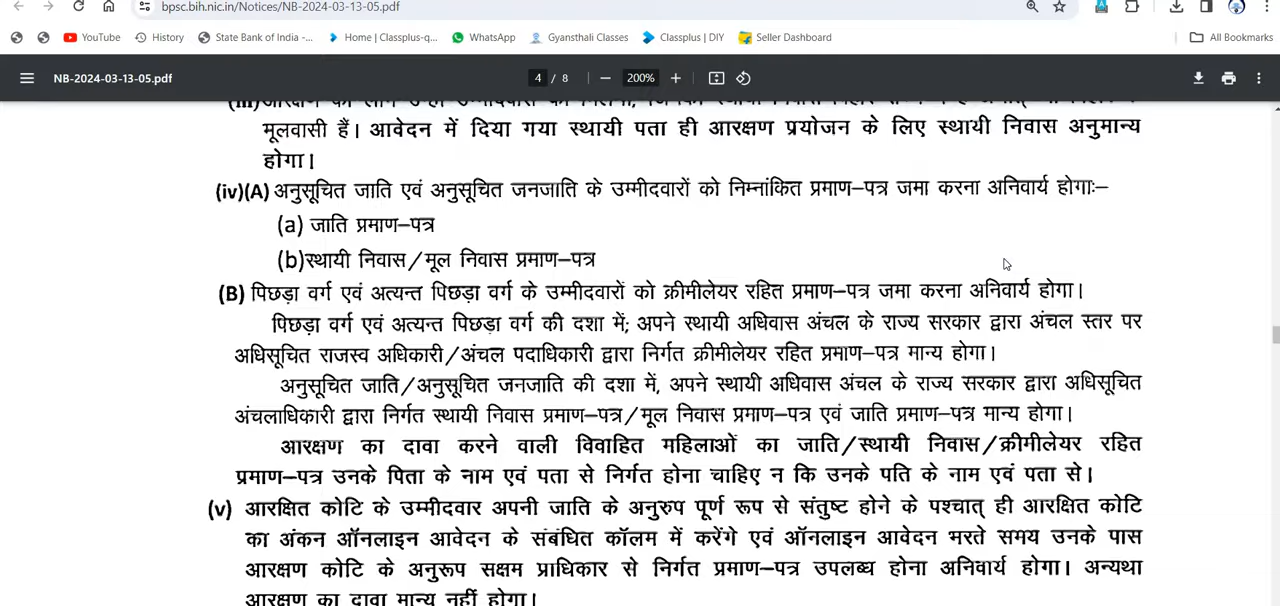 bpsc.bih.nic.in/Notices/NB-2024-03-13-05.pdf
YouTube History State Bank of India -... Home | Classplus-q... WhatsApp Gyansthali Classes Classplus | DIY Seller Dashboard All Bookmarks
NB-2024-03-13-05.pdf 4 / 8 — 200% +
मूलवासी हैं। आवेदन में दिया गया स्थायी पता ही आरक्षण प्रयोजन के लिए स्थायी निवास अनुमान्य
होगा।
(iv)(A) अनुसूचित जाति एवं अनुसूचित जनजाति के उम्मीदवारों को निम्नांकित प्रमाण–पत्र जमा करना अनिवार्य होगाः–
(a) जाति प्रमाण–पत्र
(b)स्थायी निवास/मूल निवास प्रमाण–पत्र
(B) पिछड़ा वर्ग एवं अत्यन्त पिछड़ा वर्ग के उम्मीदवारों को क्रीमीलेयर रहित प्रमाण–पत्र जमा करना अनिवार्य होगा।
पिछड़ा वर्ग एवं अत्यन्त पिछड़ा वर्ग की दशा में; अपने स्थायी अधिवास अंचल के राज्य सरकार द्वारा अंचल स्तर पर
अधिसूचित राजस्व अधिकारी/अंचल पदाधिकारी द्वारा निर्गत क्रीमीलेयर रहित प्रमाण–पत्र मान्य होगा।
अनुसूचित जाति/अनुसूचित जनजाति की दशा में, अपने स्थायी अधिवास अंचल के राज्य सरकार द्वारा अधिसूचित
अंचलाधिकारी द्वारा निर्गत स्थायी निवास प्रमाण–पत्र/मूल निवास प्रमाण–पत्र एवं जाति प्रमाण–पत्र मान्य होगा।
आरक्षण का दावा करने वाली विवाहित महिलाओं का जाति/स्थायी निवास/क्रीमीलेयर रहित
प्रमाण–पत्र उनके पिता के नाम एवं पता से निर्गत होना चाहिए न कि उनके पति के नाम एवं पता से।
(v) आरक्षित कोटि के उम्मीदवार अपनी जाति के अनुरुप पूर्ण रूप से संतुष्ट होने के पश्चात् ही आरक्षित कोटि
का अंकन ऑनलाइन आवेदन के संबंधित कॉलम में करेंगे एवं ऑनलाइन आवेदन भरते समय उनके पास
आरक्षण कोटि के अनुरूप सक्षम प्राधिकार से निर्गत प्रमाण–पत्र उपलब्ध होना अनिवार्य होगा। अन्यथा
आरक्षण का दावा मान्य नहीं होगा।